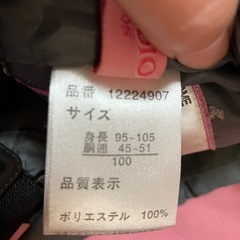 品番 12224907
サイズ
身長 95-105
胴囲 45-51
100
品質表示
ポリエステル 100%